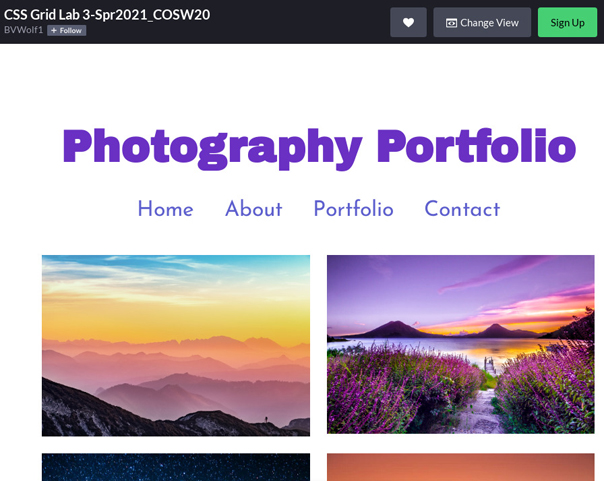 CSS Grid Lab 3-Spr2021_COSW20
BVWolf1 + Follow
Change View
Sign Up
Photography Portfolio
Home About Portfolio Contact